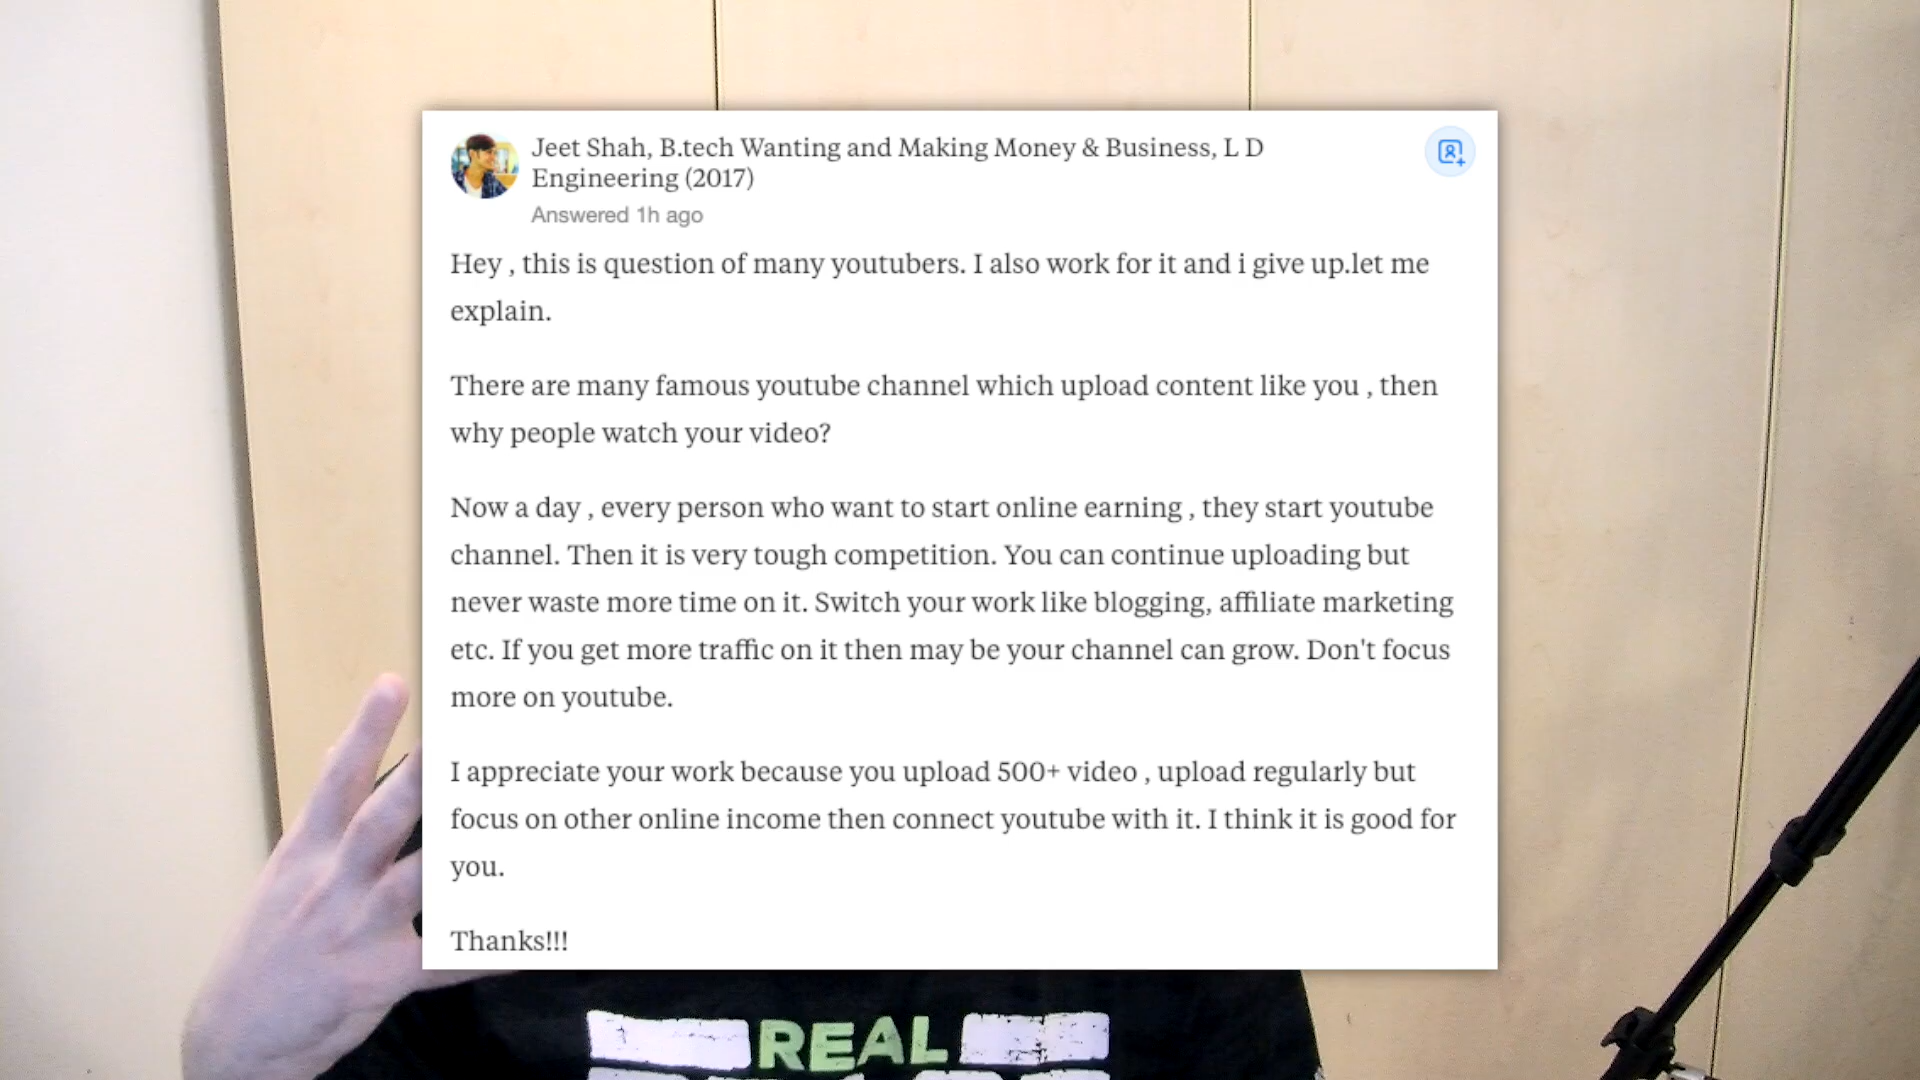 Jeet Shah, B.tech Wanting and Making Money & Business, L D
Engineering (2017)
Answered 1h ago
Hey , this is question of many youtubers. I also work for it and i give up.let me
explain.
There are many famous youtube channel which upload content like you , then
why people watch your video?
Now a day , every person who want to start online earning , they start youtube
channel. Then it is very tough competition. You can continue uploading but
never waste more time on it. Switch your work like blogging, affiliate marketing
etc. If you get more traffic on it then may be your channel can grow. Don't focus
more on youtube.
I appreciate your work because you upload 500+ video , upload regularly but
focus on other online income then connect youtube with it. I think it is good for
you.
Thanks!!!
REAL